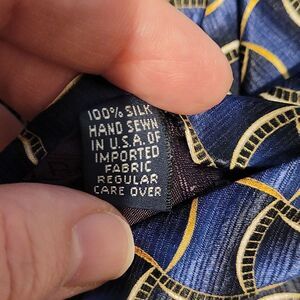 100% SILK
HAND SEWN
IN U.S.A. OF
IMPORTED
FABRIC
REGULAR
CARE OVER